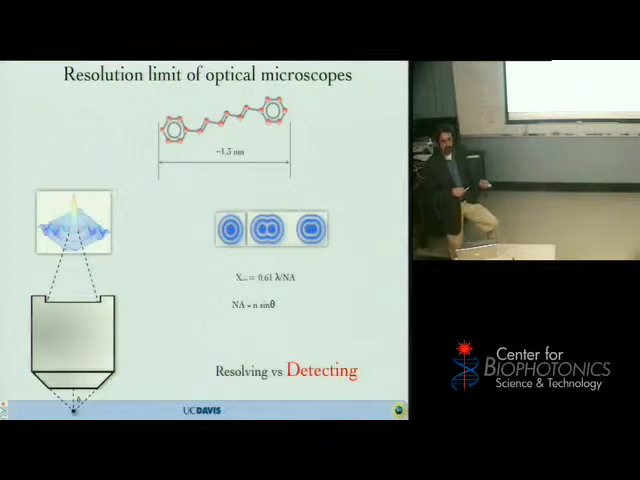 Resolution limit of optical microscopes
~1.5 nm
= 0.61 λ/NA
NA = n sinθ
Resolving vs Detecting
θ
UCDAVIS
Center for
BIOPHOTONICS
Science & Technology